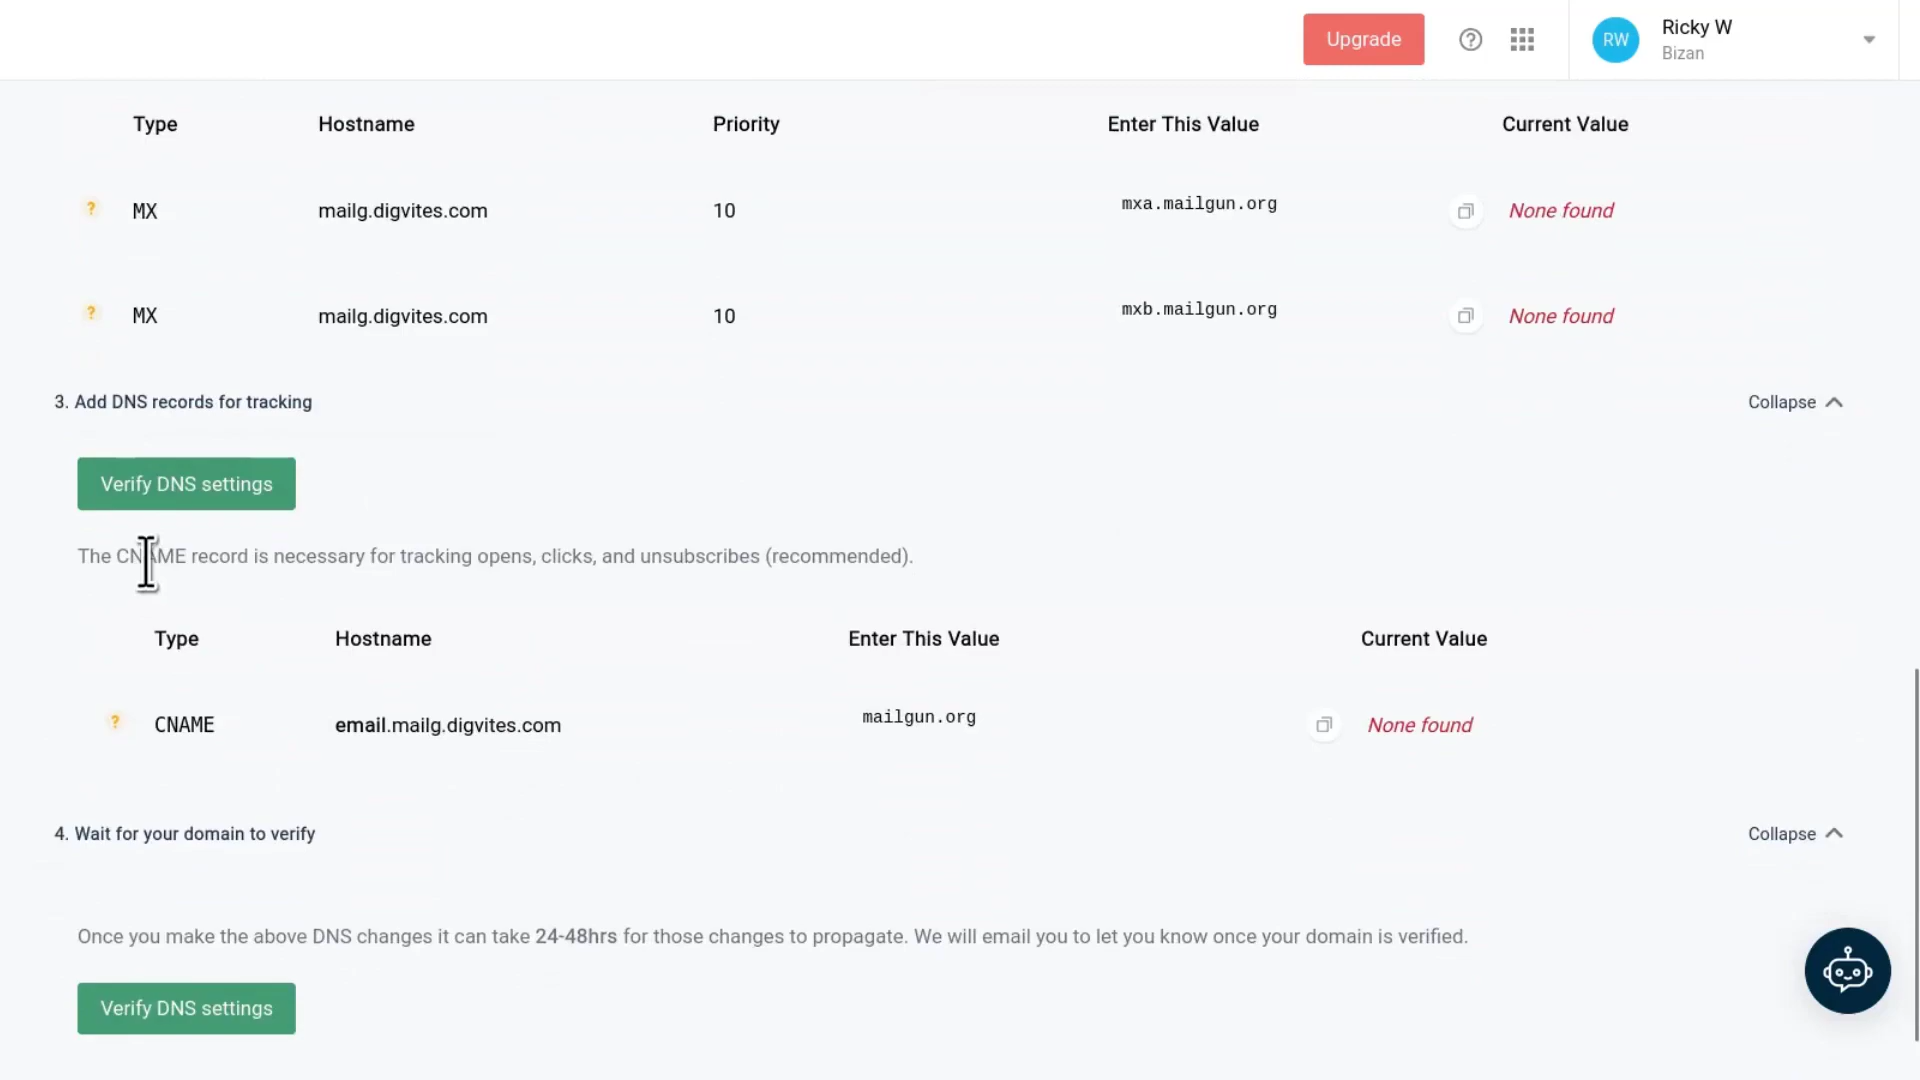 Upgrade
?
RW
Ricky W
Bizan
Type Hostname Priority Enter This Value Current Value
? MX mailg.digvites.com 10 mxa.mailgun.org None found
? MX mailg.digvites.com 10 mxb.mailgun.org None found
3. Add DNS records for tracking Collapse
Verify DNS settings
The CNAME record is necessary for tracking opens, clicks, and unsubscribes (recommended).
Type Hostname Enter This Value Current Value
? CNAME email.mailg.digvites.com mailgun.org None found
4. Wait for your domain to verify Collapse
Once you make the above DNS changes it can take 24-48hrs for those changes to propagate. We will email you to let you know once your domain is verified.
Verify DNS settings